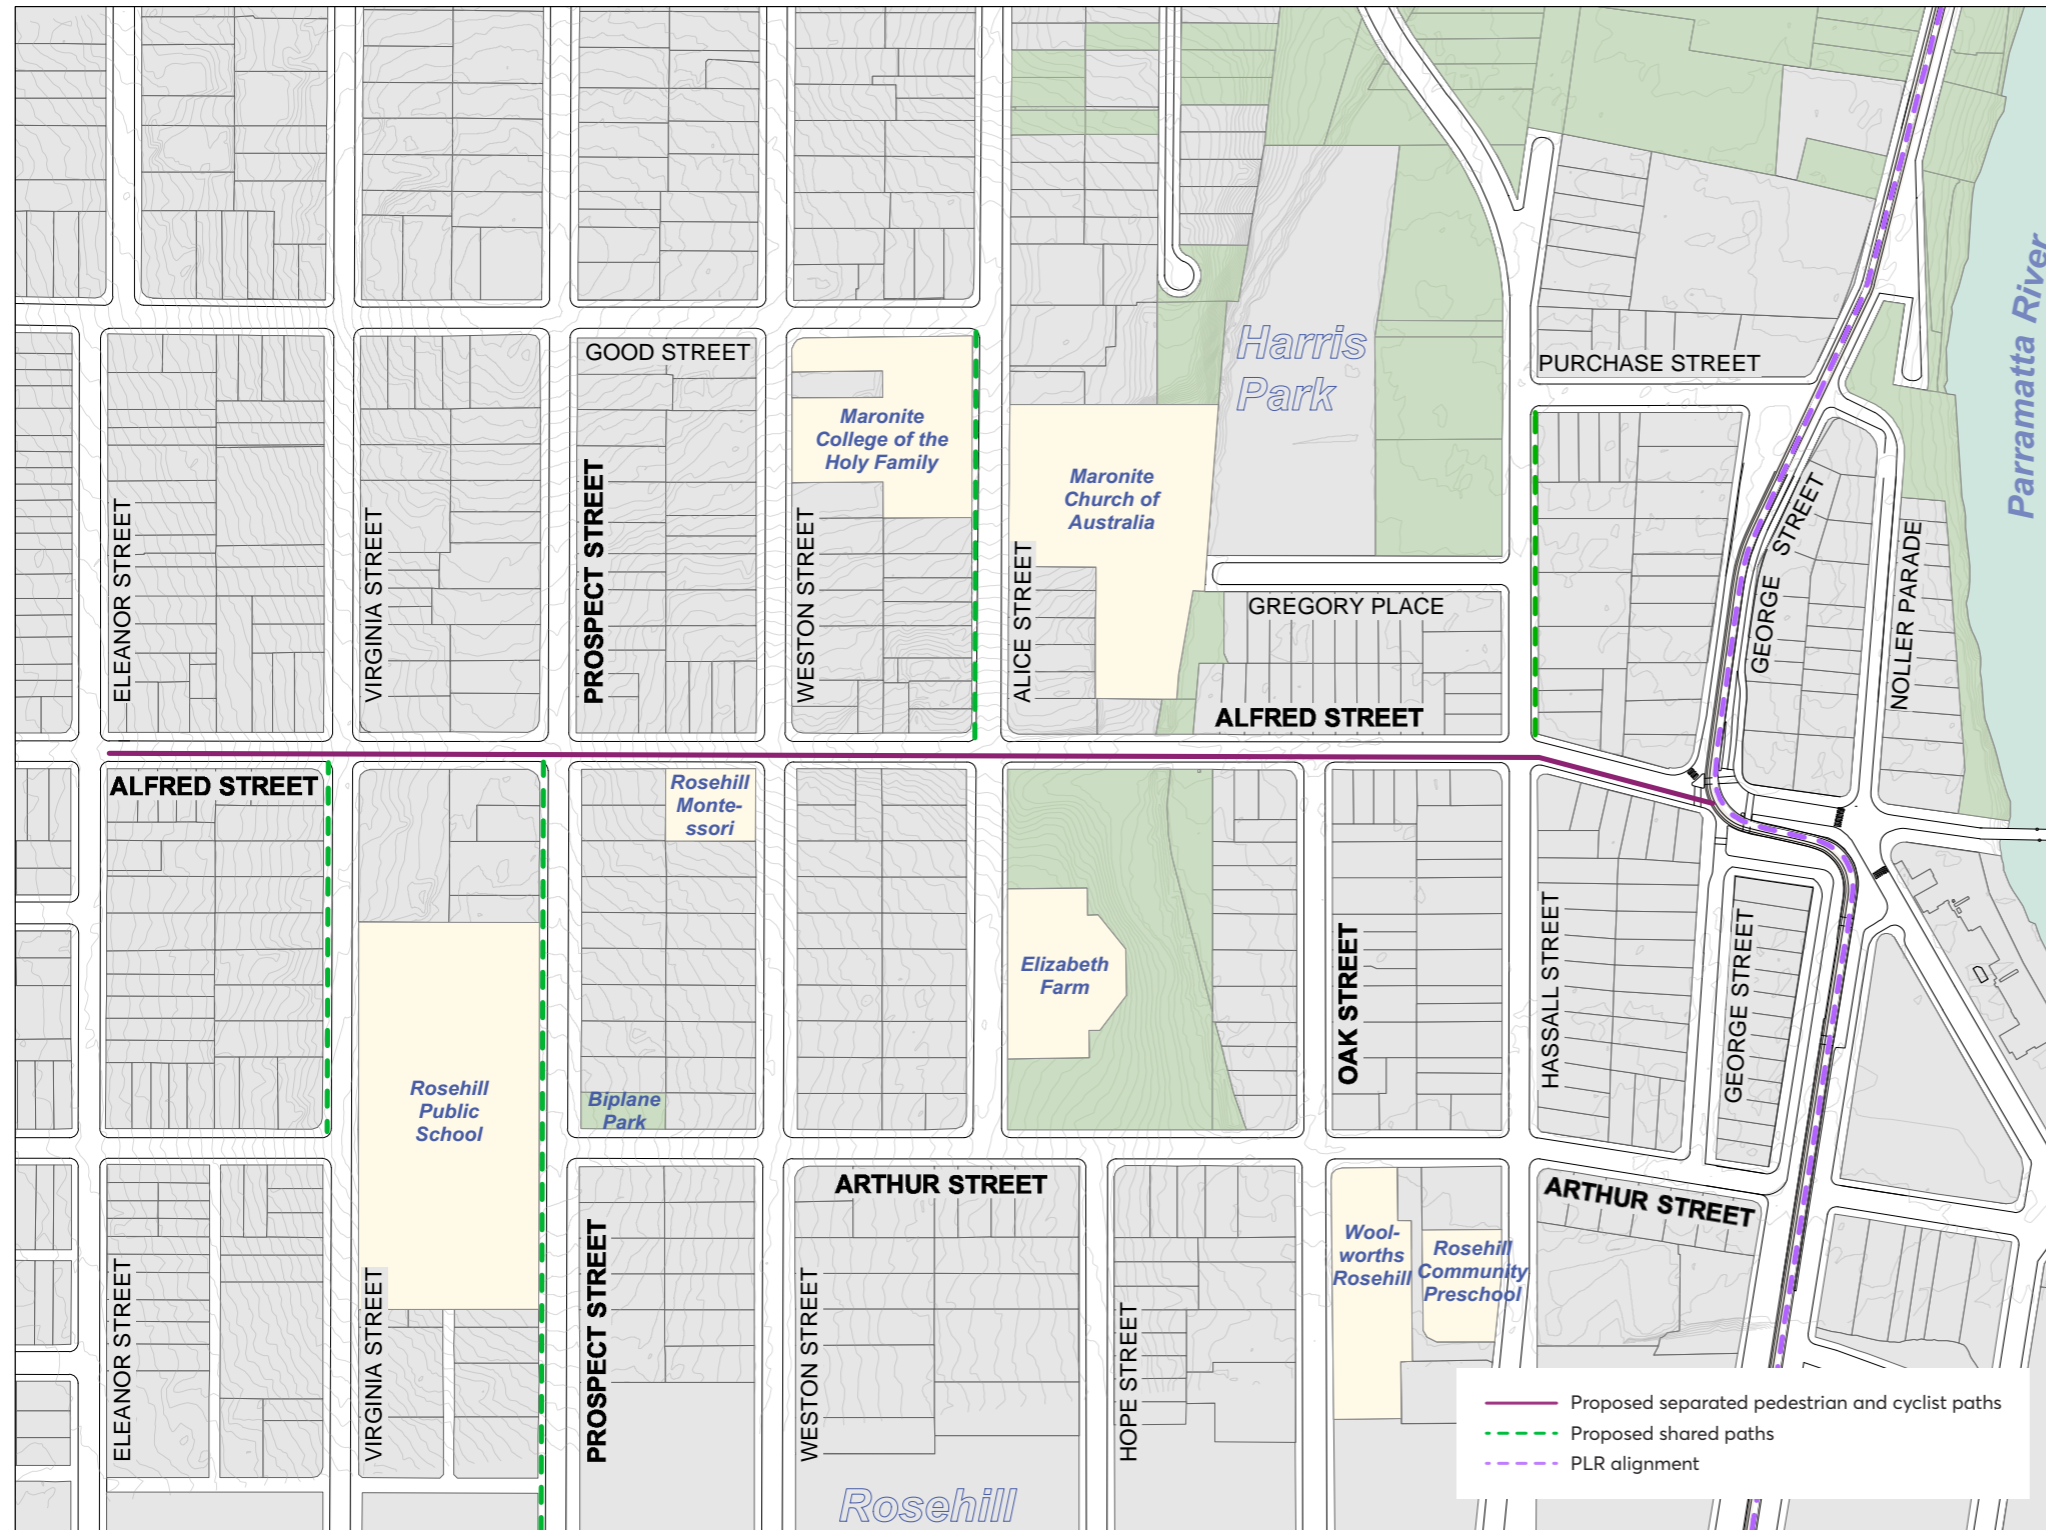 Harris
Park
Parramatta River
GOOD STREET
PURCHASE STREET
Maronite
College of the
Holy Family
Maronite
Church of
Australia
ELEANOR STREET
VIRGINIA STREET
PROSPECT STREET
WESTON STREET
ALICE STREET
GEORGE STREET
NOLLER PARADE
GREGORY PLACE
ALFRED STREET
ALFRED STREET
Rosehill
Monte-
ssori
Elizabeth
Farm
OAK STREET
HASSALL STREET
GEORGE STREET
Rosehill
Public
School
Biplane
Park
ARTHUR STREET
ARTHUR STREET
Wool-
worths
Rosehill
Rosehill
Community
Preschool
ELEANOR STREET
VIRGINIA STREET
PROSPECT STREET
WESTON STREET
HOPE STREET
Rosehill
Proposed separated pedestrian and cyclist paths
Proposed shared paths
PLR alignment